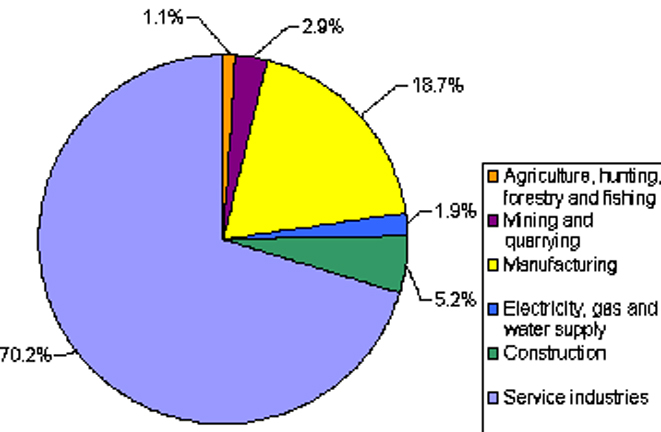 1.1%
2.9%
18.7%
1.9%
5.2%
70.2%
Agriculture, hunting,
forestry and fishing
Mining and
quarrying
Manufacturing
Electricity, gas and
water supply
Construction
Service industries